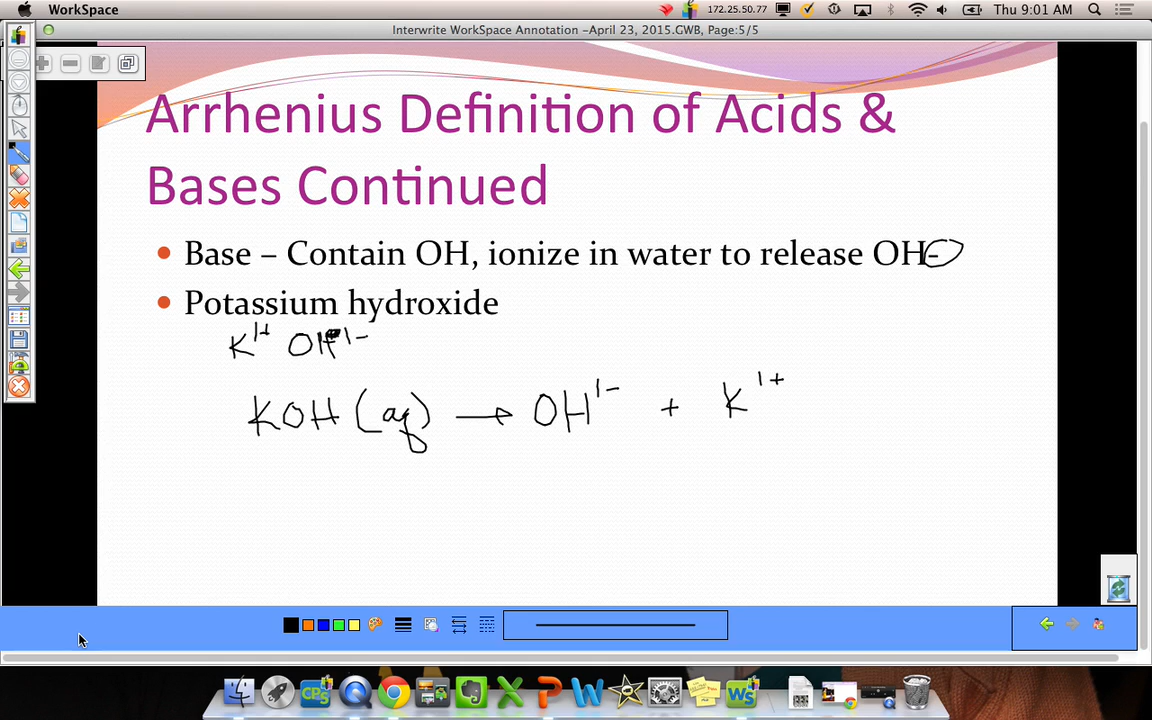 WorkSpace 172.25.50.77 Thu 9:01 AM
Interwrite WorkSpace Annotation -April 23, 2015.GWB, Page:5/5
Arrhenius Definition of Acids &
Bases Continued
• Base – Contain OH, ionize in water to release OH-
• Potassium hydroxide
K¹⁺ OH¹⁻
KOH (aq) → OH¹⁻ + K¹⁺
CPS X P W WS